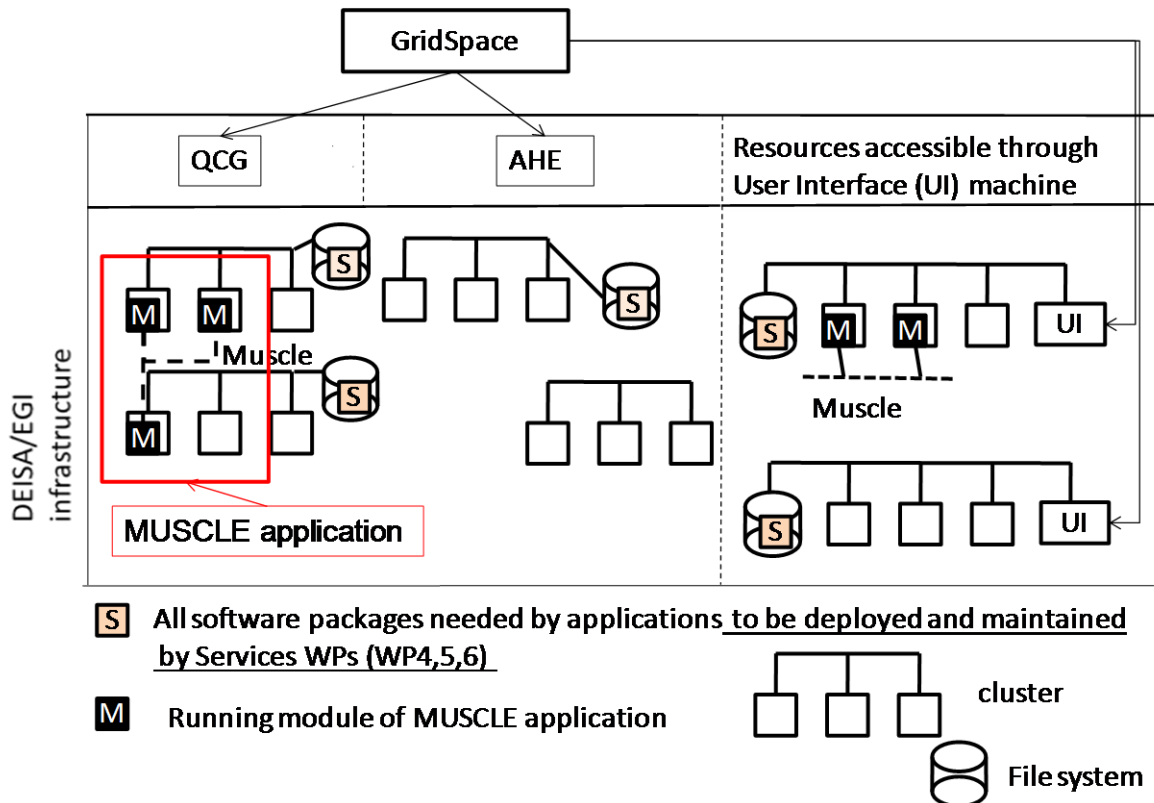 GridSpace
QCG
AHE
Resources accessible through
User Interface (UI) machine
S
S
S
M
M
M
M
UI
Muscle
S
M
Muscle
DEISA/EGI
infrastructure
MUSCLE application
S
UI
S
All software packages needed by applications to be deployed and maintained
by Services WPs (WP4,5,6)
cluster
M
Running module of MUSCLE application
File system